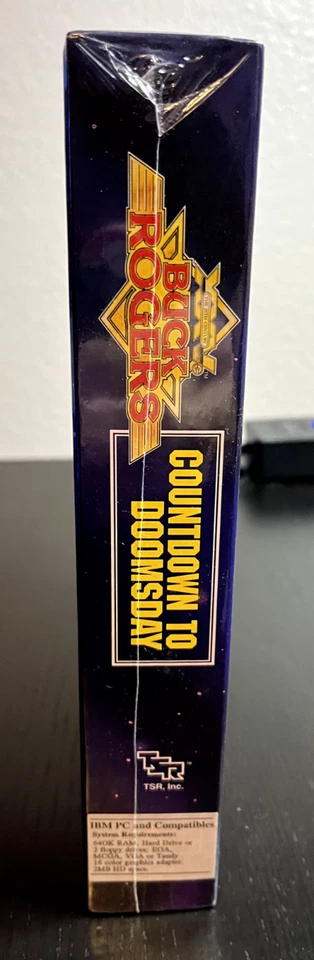 BUCK
ROGERS
COUNTDOWN TO
DOOMSDAY
TSR
TSR, Inc.
IBM PC and Compatibles
System Requirements:
640K RAM, Hard Drive or
2 floppy drives; EGA,
MCGA, VGA or Tandy
16 color graphics adapter.
2MB HD space.